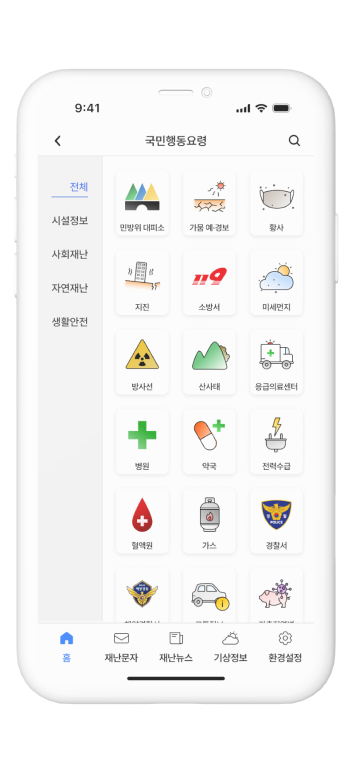 9:41
국민행동요령
전체
시설정보
사회재난
자연재난
생활안전
민방위 대피소
가뭄 예·경보
황사
지진
119
소방서
미세먼지
방사선
산사태
응급의료센터
병원
약국
전력수급
혈액원
가스
POLICE
경찰서
홈
재난문자
재난뉴스
기상정보
환경설정